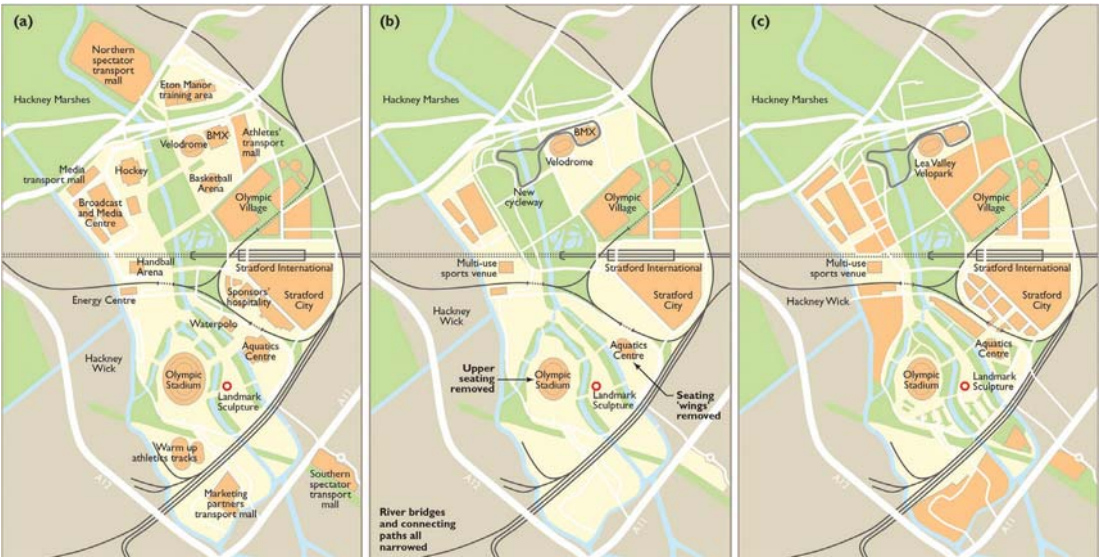 (a)
Northern
spectator
transport
mall
Hackney Marshes
Eton Manor
training area
Velodrome
BMX
Athletes'
transport
mall
Media
transport mall
Hockey
Basketball
Arena
Broadcast
and Media
Centre
Olympic
Village
Handball
Arena
Stratford International
Energy Centre
Sponsors'
hospitality
Stratford
City
Waterpolo
Hackney
Wick
Aquatics
Centre
Olympic
Stadium
Landmark
Sculpture
A11
Warm up
athletics tracks
A12
Marketing
partners
transport mall
Southern
spectator
transport
mall
(b)
Hackney Marshes
BMX
Velodrome
New
cycleway
Olympic
Village
Multi-use
sports venue
Stratford International
Stratford
City
Hackney
Wick
Aquatics
Centre
Upper
seating
removed
Olympic
Stadium
Landmark
Sculpture
Seating
'wings'
removed
A12
A11
River bridges
and connecting
paths all
narrowed
(c)
Hackney Marshes
Lea Valley
Velopark
Olympic
Village
Multi-use
sports venue
Stratford International
Hackney Wick
Stratford
City
Aquatics
Centre
Olympic
Stadium
Landmark
Sculpture
A12
A11